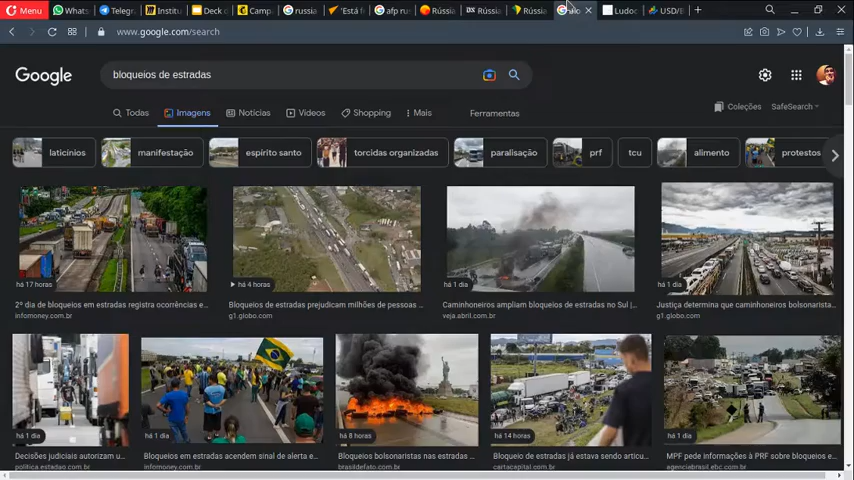 Menu
Whats
Telegr
Institu
Deck d
Camp
russia
'Está f
afp rus
Rússia
Rússia
Rússia
Ludoc
USD/B
www.google.com/search
Google
bloqueios de estradas
Todas
Imagens
Notícias
Vídeos
Shopping
Mais
Ferramentas
Coleções
SafeSearch
laticínios
manifestação
espírito santo
torcidas organizadas
paralisação
prf
tcu
alimento
protestos
há 17 horas
há 4 horas
há 1 dia
há 1 dia
2º dia de bloqueios em estradas registra ocorrências e...
Bloqueios de estradas prejudicam milhões de pessoas ...
Caminhoneiros ampliam bloqueios de estradas no Sul |...
Justiça determina que caminhoneiros bolsonarista...
infomoney.com.br
g1.globo.com
veja.abril.com.br
g1.globo.com
há 1 dia
há 1 dia
há 8 horas
há 14 horas
há 1 dia
Decisões judiciais autorizam u...
Bloqueios em estradas acendem sinal de alerta e...
Bloqueios bolsonaristas nas estradas ...
Bloqueio de estradas já estava sendo articu...
MPF pede informações à PRF sobre bloqueios e...
politica.estadao.com.br
infomoney.com.br
brasildefato.com.br
cartacapital.com.br
agenciabrasil.ebc.com.br